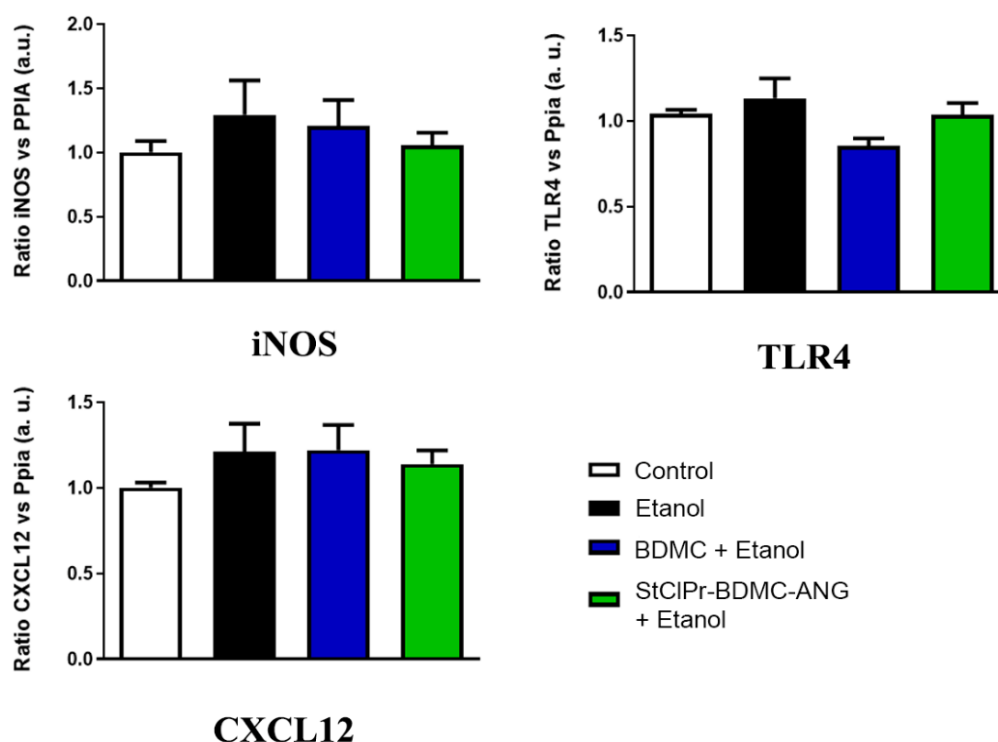 Ratio iNOS vs PPIA (a.u.)
2.0
1.5
1.0
0.5
0.0
iNOS
Ratio TLR4 vs Ppia (a. u.)
1.5
1.0
0.5
0.0
TLR4
Ratio CXCL12 vs Ppia (a. u.)
1.5
1.0
0.5
0.0
CXCL12
Control
Etanol
BDMC + Etanol
StClPr-BDMC-ANG
+ Etanol